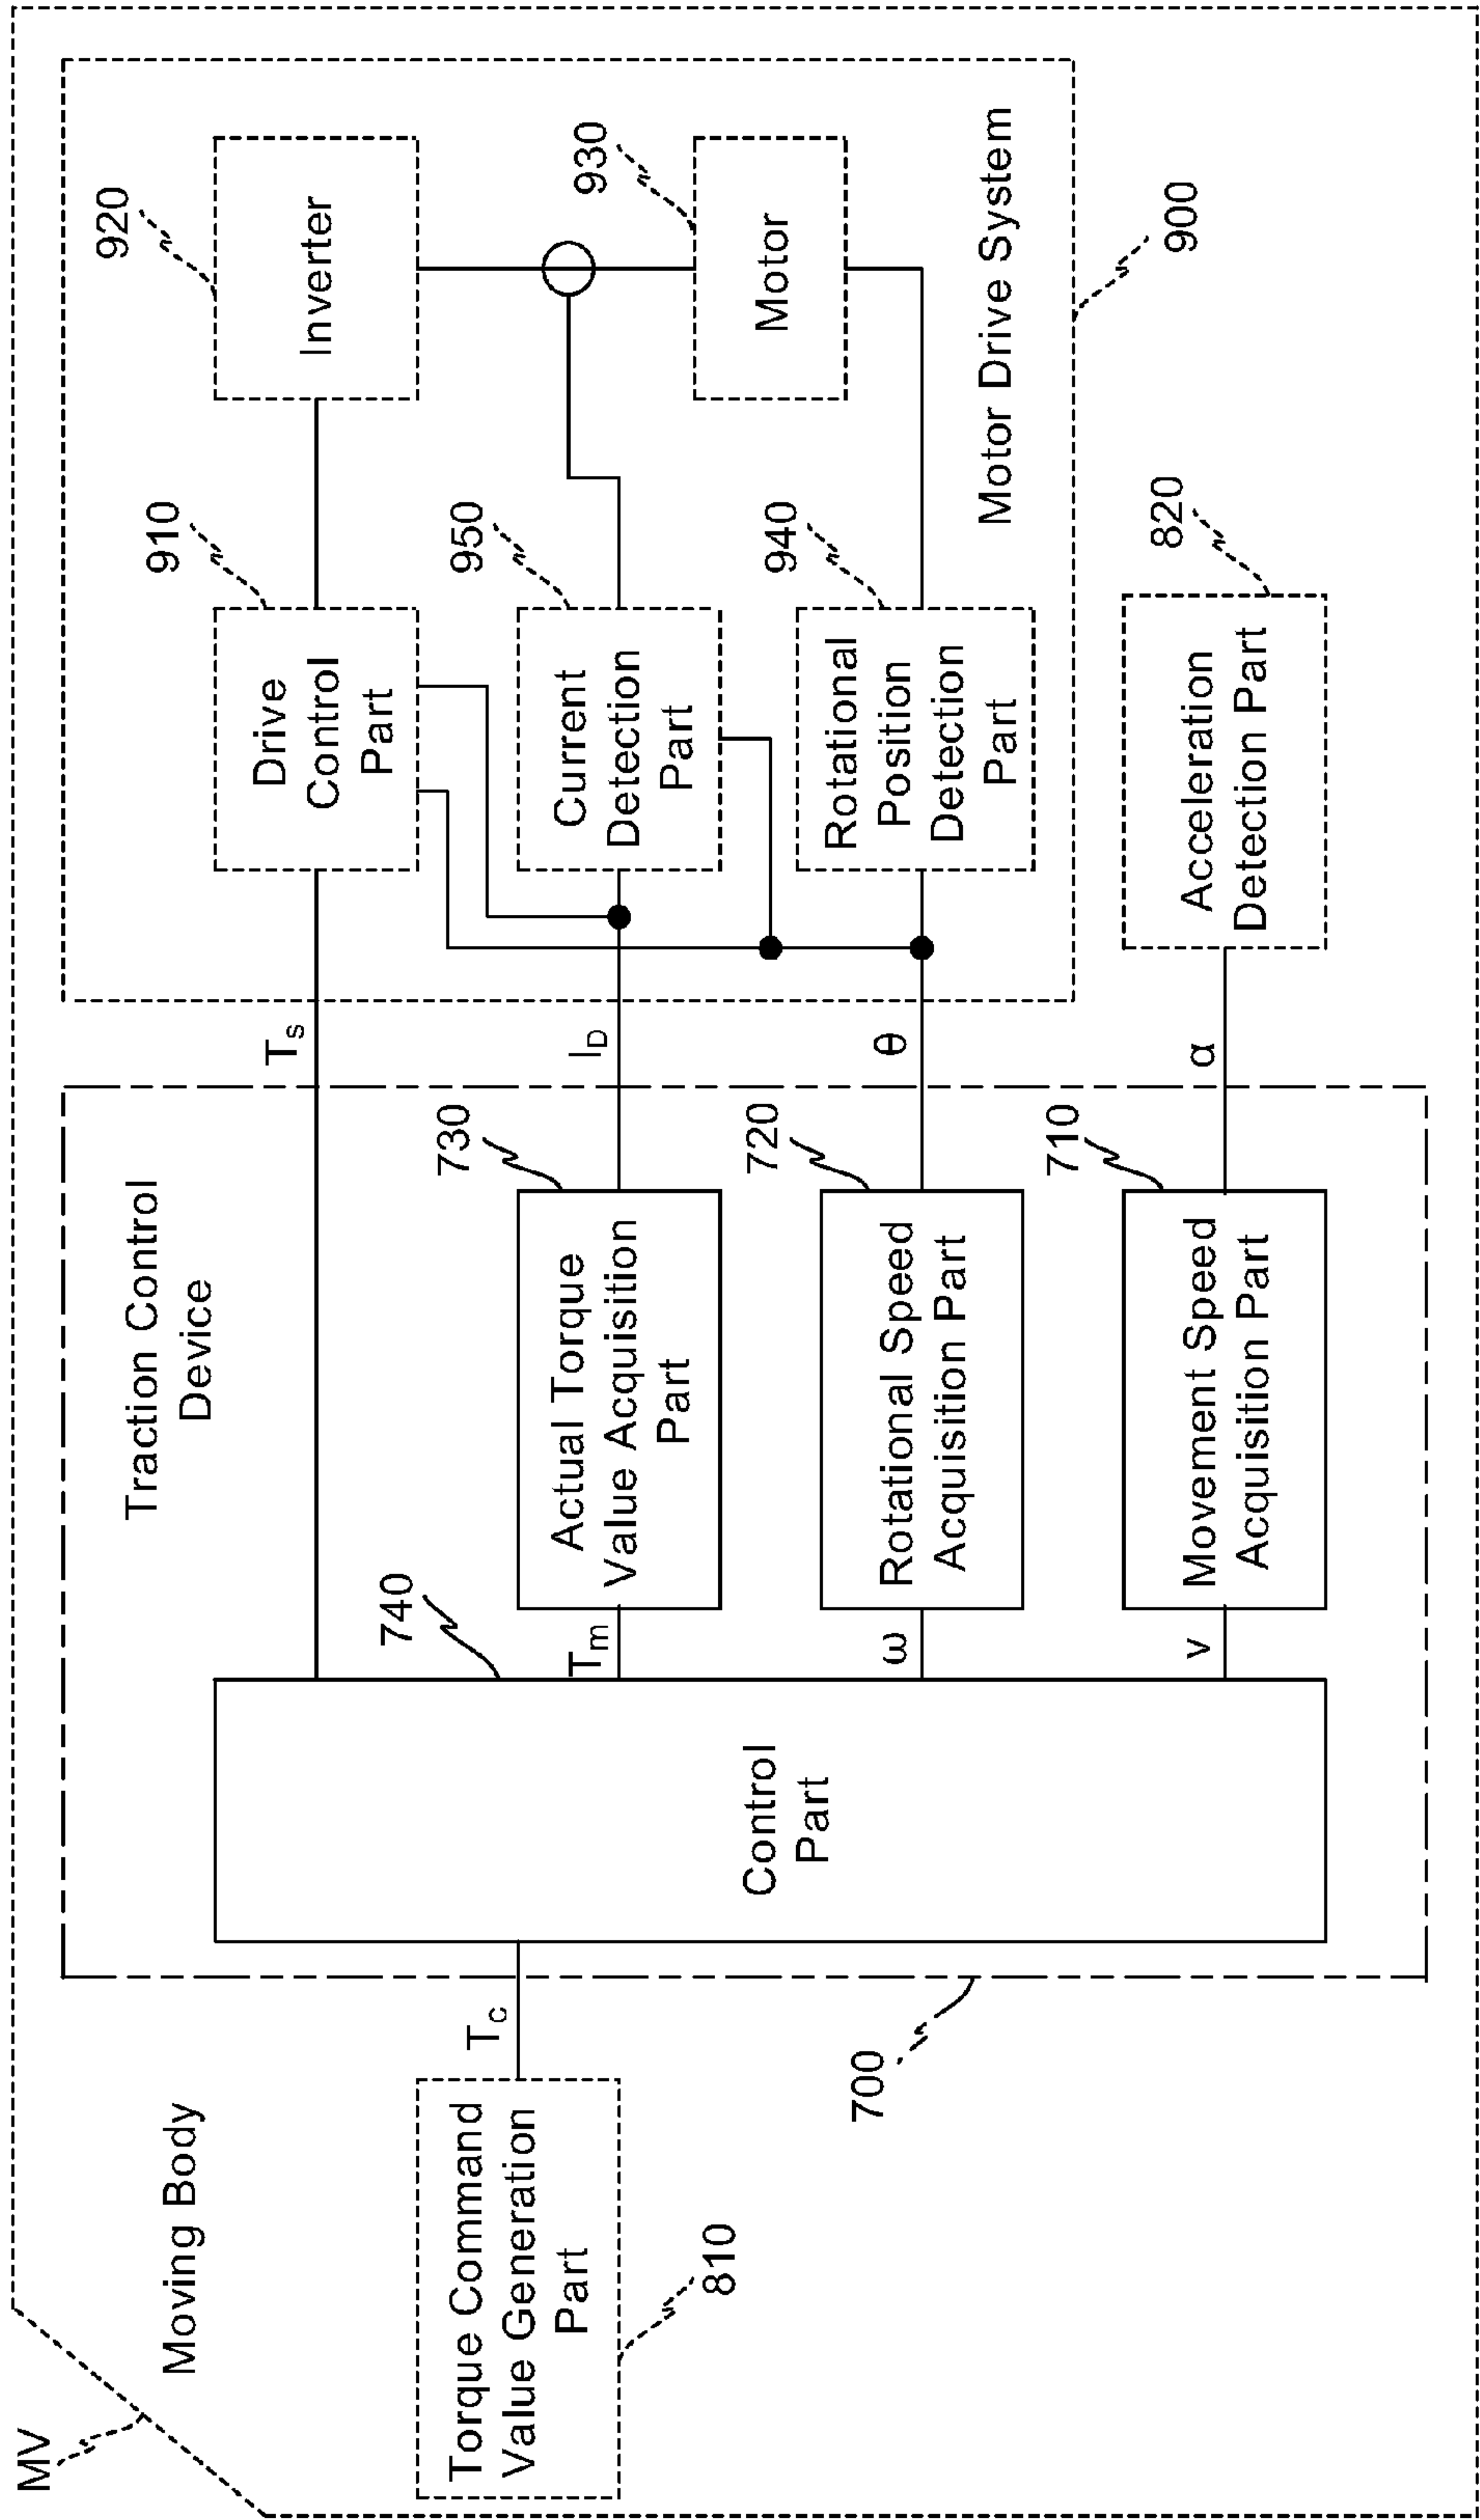 MV
Moving Body
Torque Command
Value Generation
Part
810
Tc
700
Traction Control
Device
740
Control
Part
Tm
ω
v
730
Actual Torque
Value Acquisition
Part
720
Rotational Speed
Acquisition Part
710
Movement Speed
Acquisition Part
Ts
ID
θ
α
910
Drive
Control
Part
950
Current
Detection
Part
940
Rotational
Position
Detection
Part
820
Acceleration
Detection Part
920
Inverter
930
Motor
Motor Drive System
900